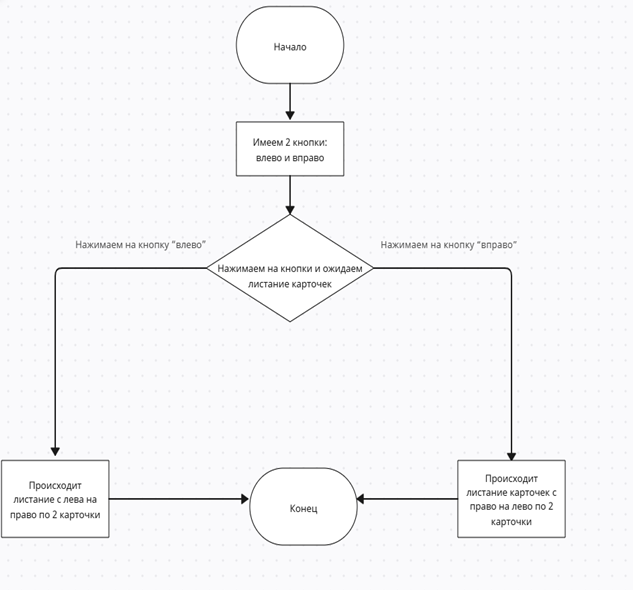 Начало
Имеем 2 кнопки:
влево и вправо
Нажимаем на кнопку "влево"
Нажимаем на кнопку "вправо"
Нажимаем на кнопки и ожидаем
листание карточек
Происходит
листание с лева на
право по 2 карточки
Конец
Происходит
листание карточек с
право на лево по 2
карточки